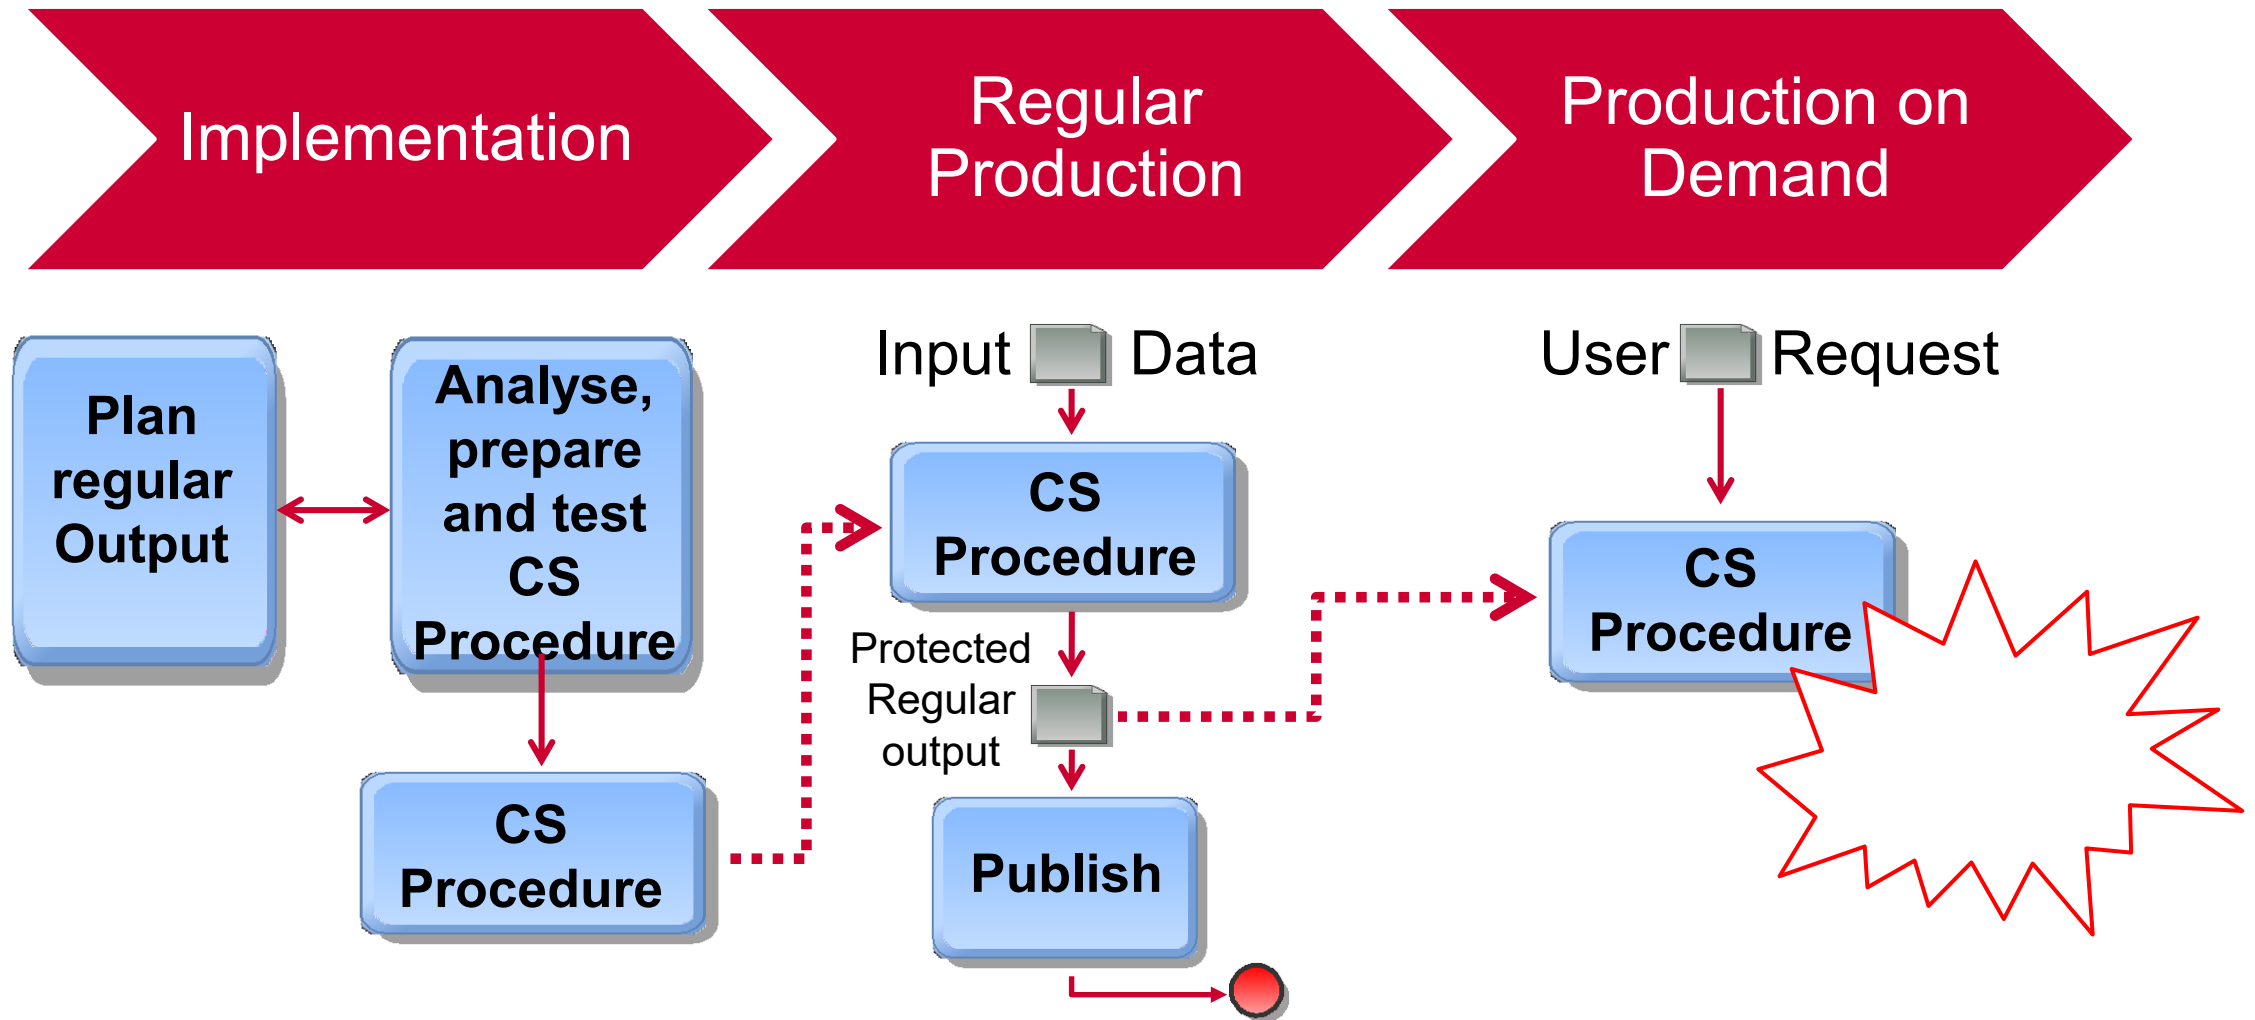 Implementation
Regular
Production
Production on
Demand
Plan
regular
Output
Analyse,
prepare
and test
CS
Procedure
CS
Procedure
Input Data
CS
Procedure
Protected
Regular
output
Publish
User Request
CS
Procedure